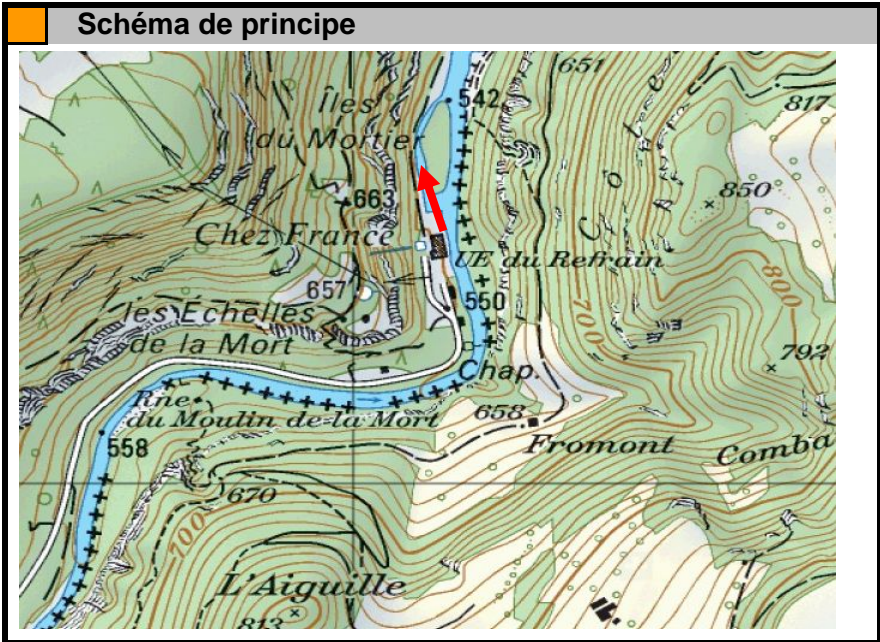 Schéma de principe
651
Îles
542
817
du Mortier
Côte
850
663
Chez France
UE du Refrain
657
550
800
les Échelles
700
de la Mort
792
Chap.
Rne
658
du Moulin de la Mort
Fromont
Comba
558
670
700
L'Aiguille
813